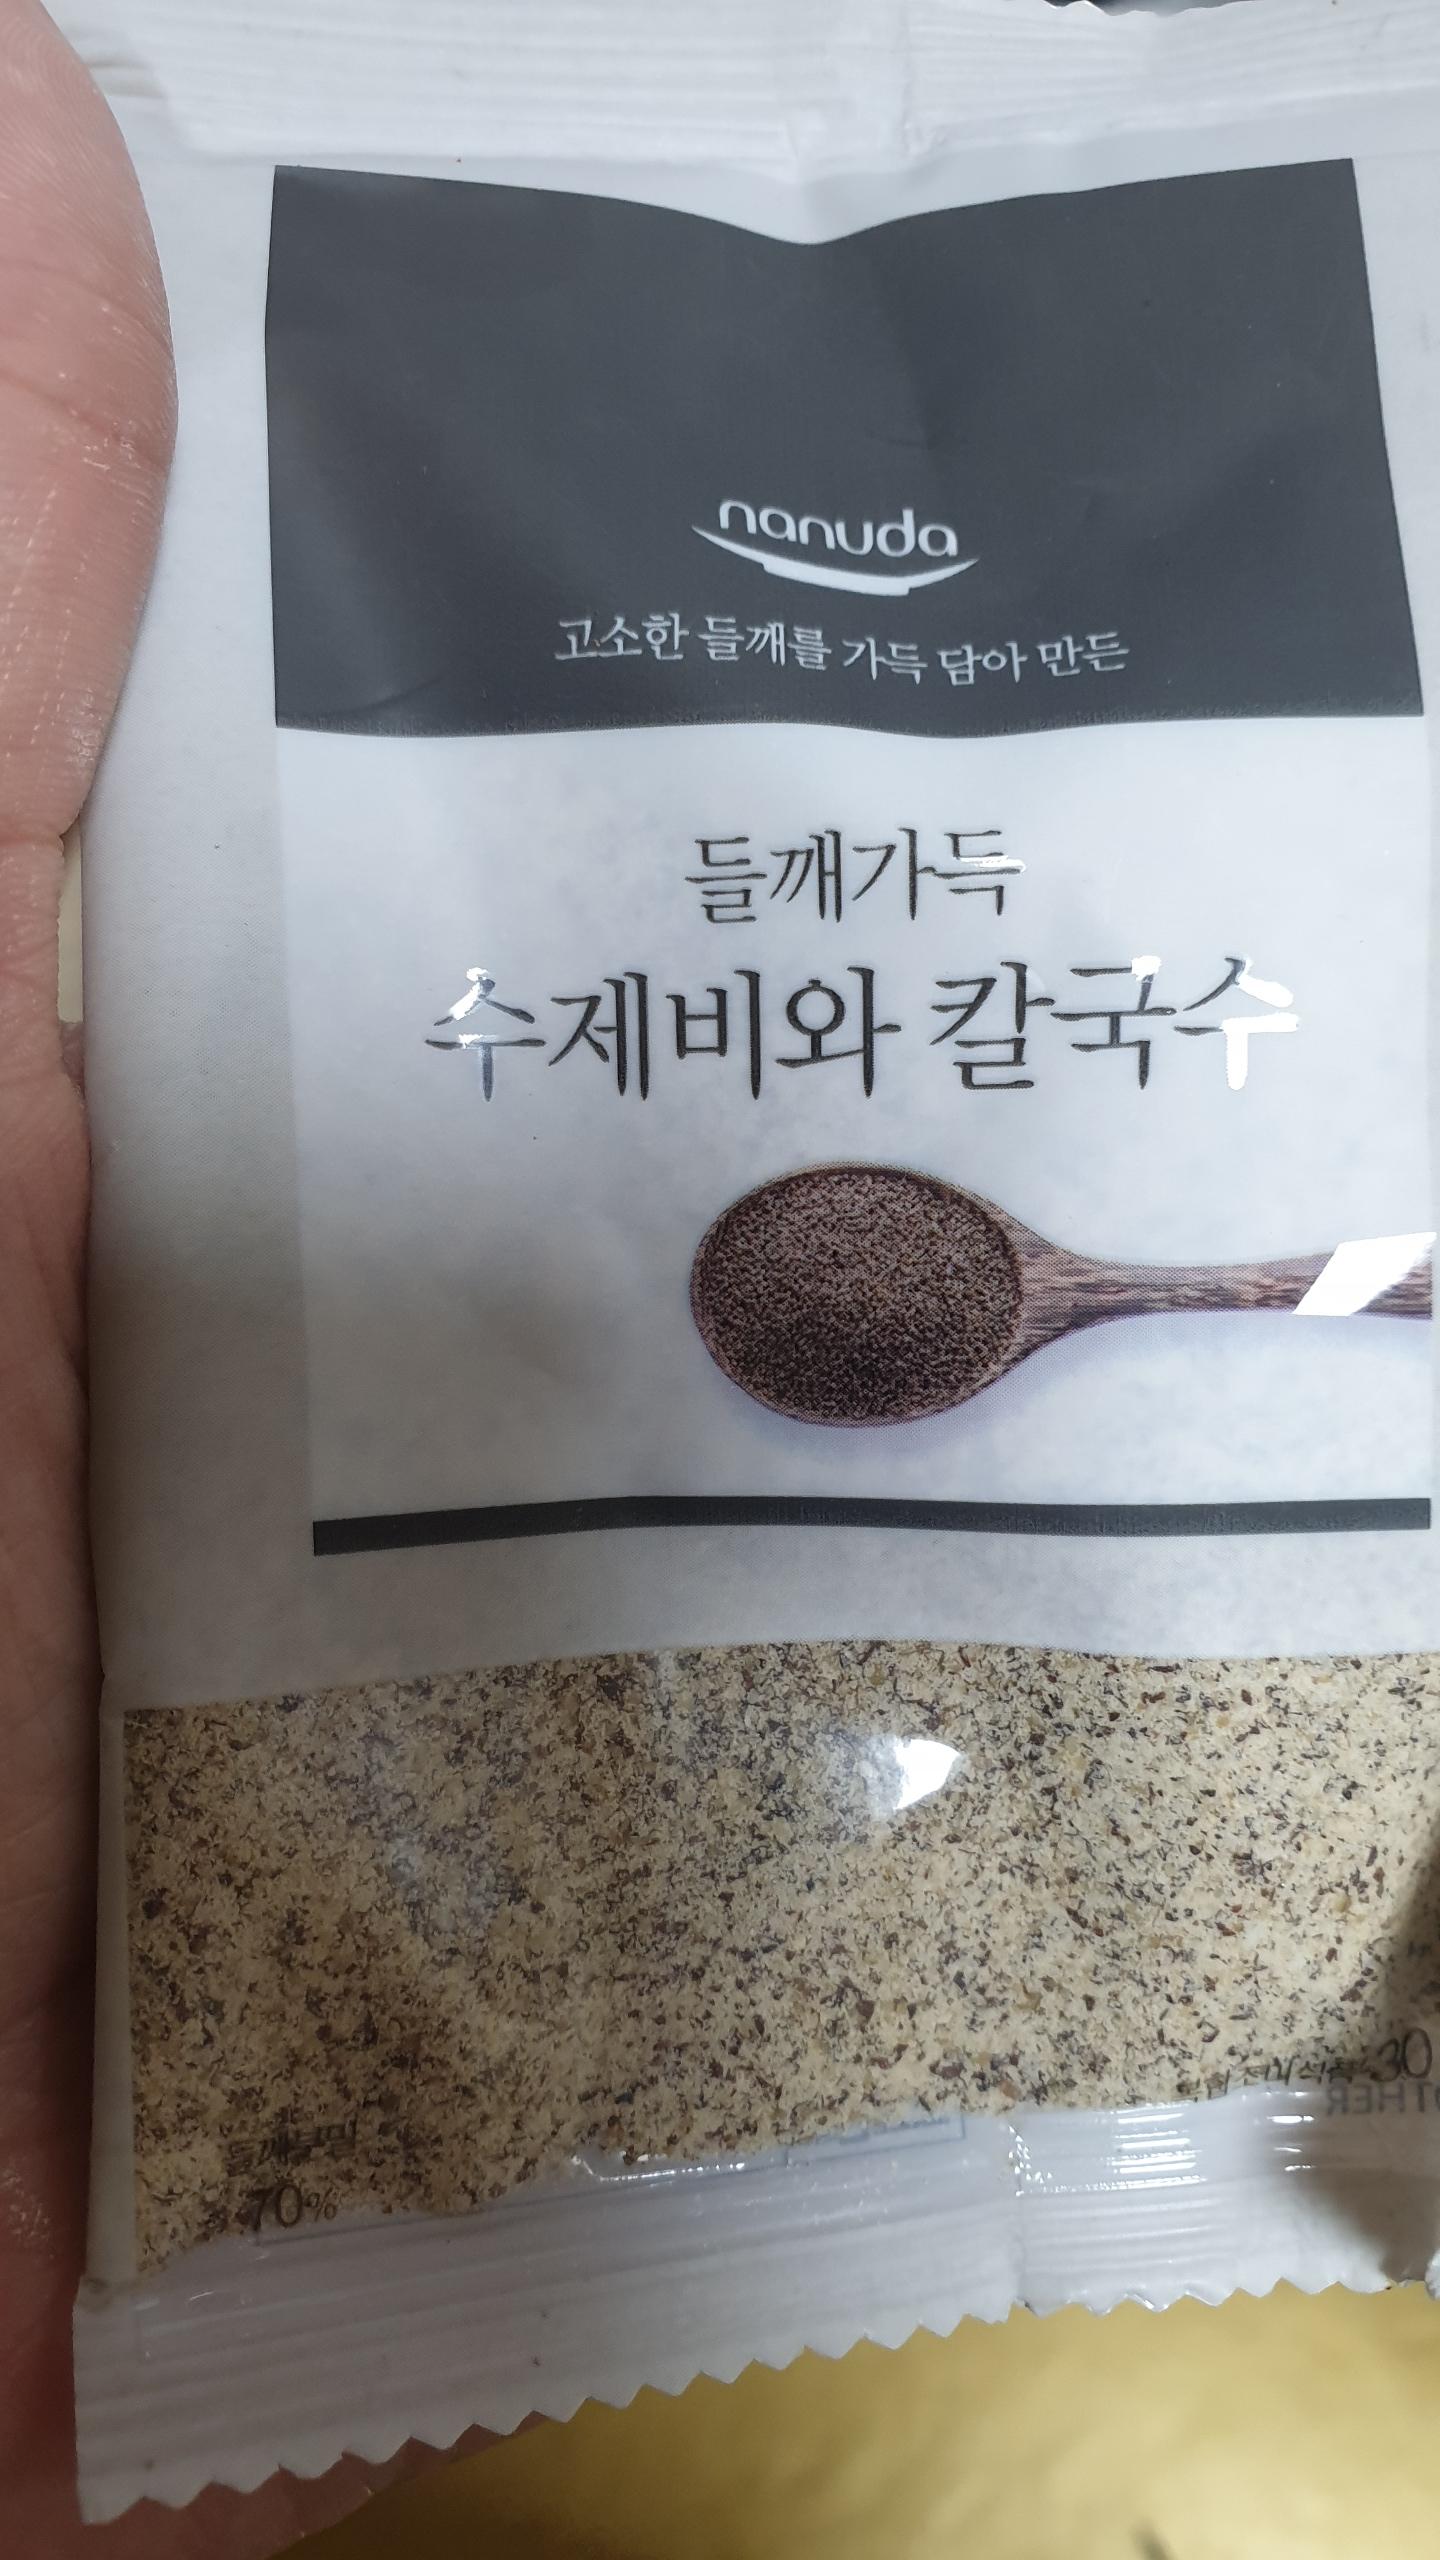 nanuda
고소한 들깨를 가득 담아 만든
들깨가득
수제비와 칼국수
들깨분말
70%
30